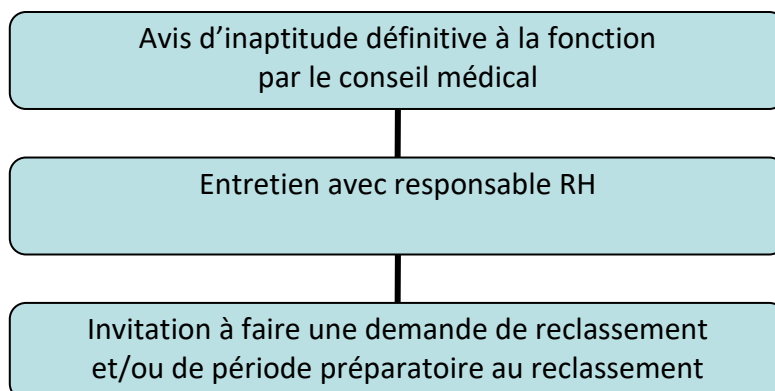 Avis d’inaptitude définitive à la fonction
par le conseil médical
Entretien avec responsable RH
Invitation à faire une demande de reclassement
et/ou de période préparatoire au reclassement